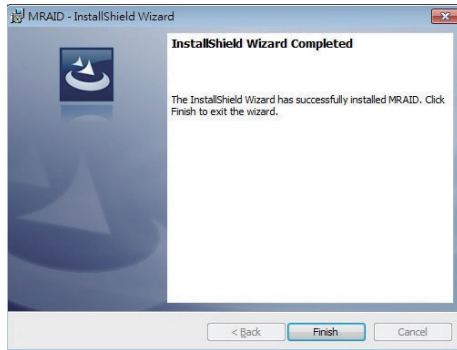 MRAID - InstallShield Wizard
InstallShield Wizard Completed
The InstallShield Wizard has successfully installed MRAID. Click
Finish to exit the wizard.
< Back
Finish
Cancel